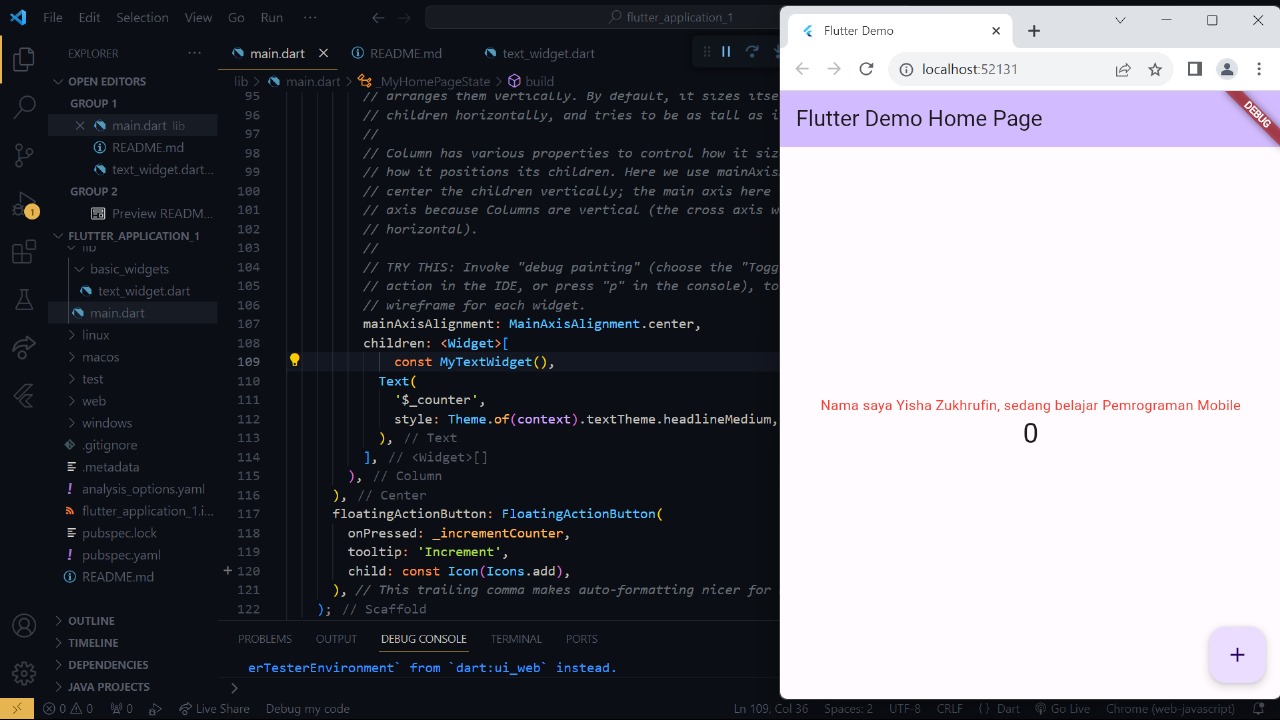 File Edit Selection View Go Run ··· flutter_application_1
EXPLORER
OPEN EDITORS
GROUP 1
main.dart lib
README.md
text_widget.dart...
GROUP 2
Preview READM...
FLUTTER_APPLICATION_1
lib
basic_widgets
text_widget.dart
main.dart
linux
macos
test
web
windows
.gitignore
.metadata
analysis_options.yaml
flutter_application_1.i...
pubspec.lock
pubspec.yaml
README.md
OUTLINE
TIMELINE
DEPENDENCIES
JAVA PROJECTS
main.dart README.md text_widget.dart
lib > main.dart > _MyHomePageState > build
95 // arranges them vertically. By default, it sizes itse
96 // children horizontally, and tries to be as tall as i
97 //
98 // Column has various properties to control how it siz
99 // how it positions its children. Here we use mainAxis
100 // center the children vertically; the main axis here
101 // axis because Columns are vertical (the cross axis w
102 // horizontal).
103 //
104 // TRY THIS: Invoke "debug painting" (choose the "Togg
105 // action in the IDE, or press "p" in the console), to
106 // wireframe for each widget.
107 mainAxisAlignment: MainAxisAlignment.center,
108 children: <Widget>[
109 const MyTextWidget(),
110 Text(
111 '$_counter',
112 style: Theme.of(context).textTheme.headlineMedium,
113 ), // Text
114 ], // <Widget>[]
115 ), // Column
116 ), // Center
117 floatingActionButton: FloatingActionButton(
118 onPressed: _incrementCounter,
119 tooltip: 'Increment',
120 child: const Icon(Icons.add),
121 ), // This trailing comma makes auto-formatting nicer for
122 ); // Scaffold
PROBLEMS OUTPUT DEBUG CONSOLE TERMINAL PORTS
erTesterEnvironment` from `dart:ui_web` instead.
0 0 0 Live Share Debug my code Ln 109, Col 36 Spaces: 2 UTF-8 CRLF { } Dart Go Live Chrome (web-javascript)
1
Flutter Demo
localhost:52131
Flutter Demo Home Page
DEBUG
Nama saya Yisha Zukhrufin, sedang belajar Pemrograman Mobile
0